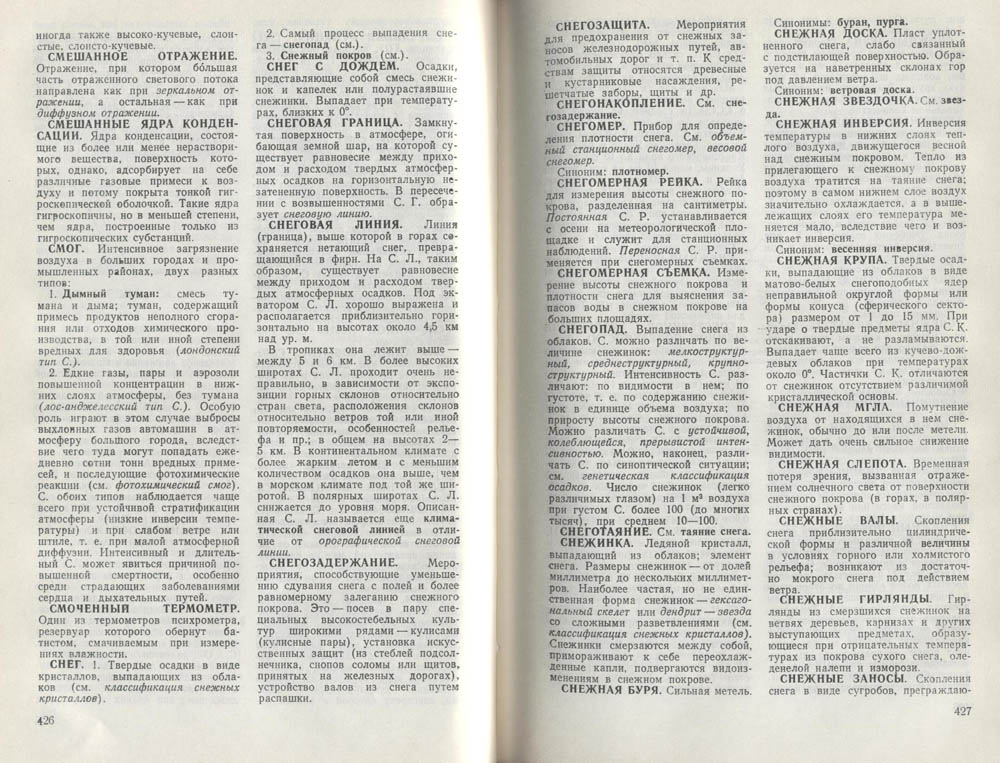 иногда также высоко-кучевые, слои-
стые, слоисто-кучевые.
СМЕШАННОЕ ОТРАЖЕНИЕ.
Отражение, при котором бо́льшая
часть отраженного светового потока
направлена как при зеркальном от-
ражении, а остальная — как при
диффузном отражении.
СМЕШАННЫЕ ЯДРА КОНДЕН-
САЦИИ. Ядра конденсации, состоя-
щие из более или менее нераствори-
мого вещества, поверхность кото-
рых, однако, адсорбирует на себе
различные газовые примеси к воз-
духу и потому покрыта тонкой гиг-
роскопической оболочкой. Такие ядра
гигроскопичны, но в меньшей степени,
чем ядра, построенные только из
гигроскопических субстанций.
СМОГ. Интенсивное загрязнение
воздуха в больших городах и про-
мышленных районах, двух разных
типов:
1. Дымный туман: смесь ту-
мана и дыма; туман, содержащий
примесь продуктов неполного сгора-
ния или отходов химического про-
изводства, в той или иной степени
вредных для здоровья (лондонский
тип С.).
2. Едкие газы, пары и аэрозоли
повышенной концентрации в ниж-
них слоях атмосферы, без тумана
(лос-анджелесский тип С.). Особую
роль играют в этом случае выбросы
выхлопных газов автомашин в ат-
мосферу большого города, вследст-
вие чего туда могут попадать еже-
дневно сотни тонн вредных приме-
сей, и последующие фотохимические
реакции (см. фотохимический смог).
С. обоих типов наблюдается чаще
всего при устойчивой стратификации
атмосферы (низкие инверсии темпе-
ратуры) и при слабом ветре или
штиле, т. е. при малой атмосферной
диффузии. Интенсивный и длитель-
ный С. может явиться причиной по-
вышенной смертности, особенно
среди страдающих заболеваниями
сердца и дыхательных путей.
СМОЧЕННЫЙ ТЕРМОМЕТР.
Один из термометров психрометра,
резервуар которого обернут ба-
тистом, смачиваемым при измере-
ниях влажности.
СНЕГ. 1. Твердые осадки в виде
кристаллов, выпадающих из обла-
ков (см. классификация снежных
кристаллов).
426
2. Самый процесс выпадения сне-
га — снегопад (см.).
3. Снежный покров (см.).
СНЕГ С ДОЖДЕМ. Осадки,
представляющие собой смесь снежи-
нок и капелек или полурастаявшие
снежинки. Выпадает при температу-
рах, близких к 0°.
СНЕГОВАЯ ГРАНИЦА. Замкну-
тая поверхность в атмосфере, оги-
бающая земной шар, на которой су-
ществует равновесие между прихо-
дом и расходом твердых атмосфер-
ных осадков на горизонтальную не-
затененную поверхность. В пересече-
нии с возвышенностями С. Г. обра-
зует снеговую линию.
СНЕГОВАЯ ЛИНИЯ. Линия
(граница), выше которой в горах со-
храняется нетающий снег, превра-
щающийся в фирн. На С. Л., таким
образом, существует равновесие
между приходом и расходом твер-
дых атмосферных осадков. Под эк-
ватором С. Л. хорошо выражена и
располагается приблизительно гори-
зонтально на высотах около 4,5 км
над ур. м.
В тропиках она лежит выше —
между 5 и 6 км. В более высоких
широтах С. Л. проходит очень не-
правильно, в зависимости от экспо-
зиции горных склонов относительно
стран света, расположения склонов
относительно ветров той или иной
повторяемости, особенностей релье-
фа и пр.; в общем на высотах 2—
5 км. В континентальном климате с
более жарким летом и с меньшим
количеством осадков она выше, чем
в морском климате под той же ши-
ротой. В полярных широтах С. Л.
снижается до уровня моря. Описан-
ная С. Л. называется еще клима-
тической снеговой линией в отли-
чие от орографической снеговой
линии.
СНЕГОЗАДЕРЖАНИЕ. Меро-
приятия, способствующие уменьше-
нию сдувания снега с полей и более
равномерному залеганию снежного
покрова. Это — посев в пару спе-
циальных высокостебельных куль-
тур широкими рядами — кулисами
(кулисные пары), установка искус-
ственных защит (из стеблей подсол-
нечника, снопов соломы или щитов,
принятых на железных дорогах),
устройство валов из снега путем
распашки.
СНЕГОЗАЩИТА. Мероприятия
для предохранения от снежных за-
носов железнодорожных путей, ав-
томобильных дорог и т. п. К сред-
ствам защиты относятся древесные
и кустарниковые насаждения, ре-
шетчатые заборы, щиты и др.
СНЕГОНАКОПЛЕНИЕ. См. сне-
гозадержание.
СНЕГОМЕР. Прибор для опреде-
ления плотности снега. См. объем-
ный станционный снегомер, весовой
снегомер.
Синоним: плотномер.
СНЕГОМЕРНАЯ РЕЙКА. Рейка
для измерения высоты снежного по-
крова, разделенная на сантиметры.
Постоянная С. Р. устанавливается
с осени на метеорологической пло-
щадке и служит для станционных
наблюдений. Переносная С. Р. при-
меняется при снегомерных съемках.
СНЕГОМЕРНАЯ СЪЕМКА. Изме-
рение высоты снежного покрова и
плотности снега для выяснения за-
пасов воды в снежном покрове на
больших площадях.
СНЕГОПАД. Выпадение снега из
облаков. С. можно различать по ве-
личине снежинок: мелкоструктур-
ный, среднеструктурный, крупно-
структурный. Интенсивность С. раз-
личают: по видимости в нем; по
густоте, т. е. по содержанию снежи-
нок в единице объема воздуха; по
приросту высоты снежного покрова.
Можно различать С. с устойчивой,
колеблющейся, прерывистой интен-
сивностью. Можно, наконец, разли-
чать С. по синоптической ситуации;
см. генетическая классификация
осадков. Число снежинок (легко
различимых глазом) на 1 м³ воздуха
при густом С. более 100 (до многих
тысяч), при среднем 10—100.
СНЕГОТАЯНИЕ. См. таяние снега.
СНЕЖИНКА. Ледяной кристалл,
выпадающий из облаков; элемент
снега. Размеры снежинок — от долей
миллиметра до нескольких миллимет-
ров. Наиболее частая, но не един-
ственная форма снежинок — гексаго-
нальный скелет или дендрит — звезда
со сложными разветвлениями (см.
классификация снежных кристаллов).
Снежинки смерзаются между собой,
примораживают к себе переохлаж-
денные капли, подвергаются видоиз-
менениям в снежном покрове.
СНЕЖНАЯ БУРЯ. Сильная метель.
Синонимы: буран, пурга.
СНЕЖНАЯ ДОСКА. Пласт уплот-
ненного снега, слабо связанный
с подстилающей поверхностью. Обра-
зуется на наветренных склонах гор
под давлением ветра.
Синоним: ветровая доска.
СНЕЖНАЯ ЗВЕЗДОЧКА. См. звез-
да.
СНЕЖНАЯ ИНВЕРСИЯ. Инверсия
температуры в нижних слоях теп-
лого воздуха, движущегося весной
над снежным покровом. Тепло из
прилегающего к снежному покрову
воздуха тратится на таяние снега;
поэтому в самом нижнем слое воздух
значительно охлаждается, а в выше-
лежащих слоях его температура ме-
няется мало, вследствие чего и воз-
никает инверсия.
Синоним: весенняя инверсия.
СНЕЖНАЯ КРУПА. Твердые осад-
ки, выпадающие из облаков в виде
матово-белых снегоподобных ядер
неправильной округлой формы или
формы конуса (сферического секто-
ра) размером от 1 до 15 мм. При
ударе о твердые предметы ядра С. К.
отскакивают, а не разламываются.
Выпадает чаще всего из кучево-дож-
девых облаков при температурах
около 0°. Частички С. К. отличаются
от снежинок отсутствием различимой
кристаллической основы.
СНЕЖНАЯ МГЛА. Помутнение
воздуха от находящихся в нем сне-
жинок, обычно до или после метели.
Может дать очень сильное снижение
видимости.
СНЕЖНАЯ СЛЕПОТА. Временная
потеря зрения, вызванная отраже-
нием солнечного света от поверхности
снежного покрова (в горах, в поляр-
ных странах).
СНЕЖНЫЕ ВАЛЫ. Скопления
снега приблизительно цилиндриче-
ской формы и различной величины
в условиях горного или холмистого
рельефа; возникают из достаточ-
но мокрого снега под действием
ветра.
СНЕЖНЫЕ ГИРЛЯНДЫ. Гир-
лянды из смерзшихся снежинок на
ветвях деревьев, карнизах и других
выступающих предметах, образу-
ющиеся при отрицательных темпера-
турах из покрова сухого снега, оле-
денелой налепи и изморози.
СНЕЖНЫЕ ЗАНОСЫ. Скопления
снега в виде сугробов, преграждаю-
427